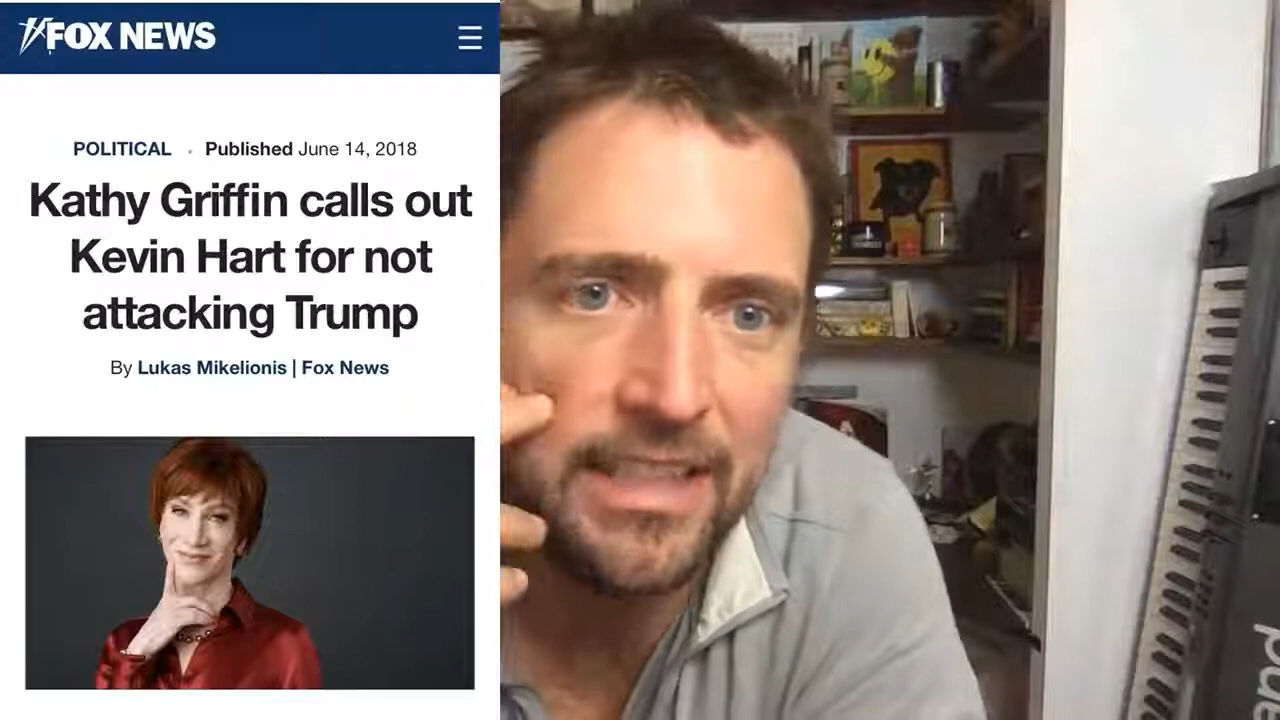 FOX NEWS
POLITICAL · Published June 14, 2018
Kathy Griffin calls out
Kevin Hart for not
attacking Trump
By Lukas Mikelionis | Fox News